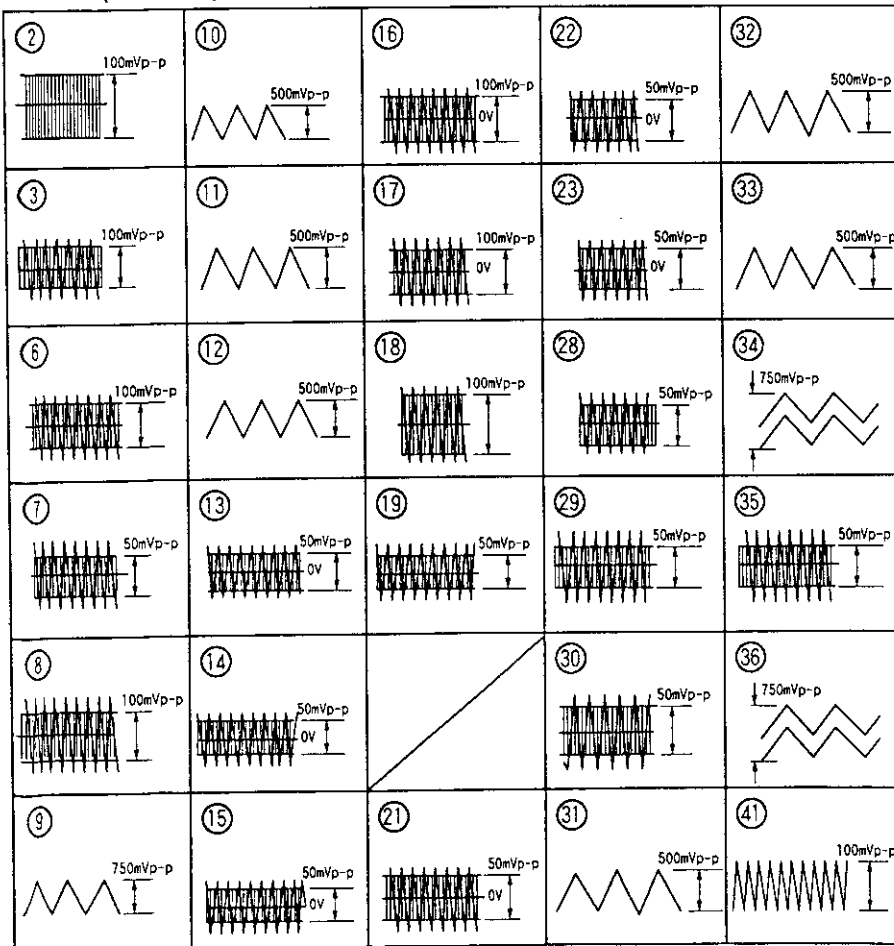 ② ⑩ ⑯ ㉒ ㉜
100mVp-p 500mVp-p 100mVp-p 0V 50mVp-p 0V 500mVp-p
③ ⑪ ⑰ ㉓ ㉝
100mVp-p 500mVp-p 100mVp-p 0V 50mVp-p 0V 500mVp-p
⑥ ⑫ ⑱ ㉘ ㉞
100mVp-p 500mVp-p 100mVp-p 50mVp-p 750mVp-p
⑦ ⑬ ⑲ ㉙ ㉟
50mVp-p 50mVp-p 0V 50mVp-p 50mVp-p 50mVp-p
⑧ ⑭ ㉚ ㊱
100mVp-p 50mVp-p 0V 50mVp-p 750mVp-p
⑨ ⑮ ㉑ ㉛ ㊶
750mVp-p 50mVp-p 0V 50mVp-p 0V 500mVp-p 100mVp-p